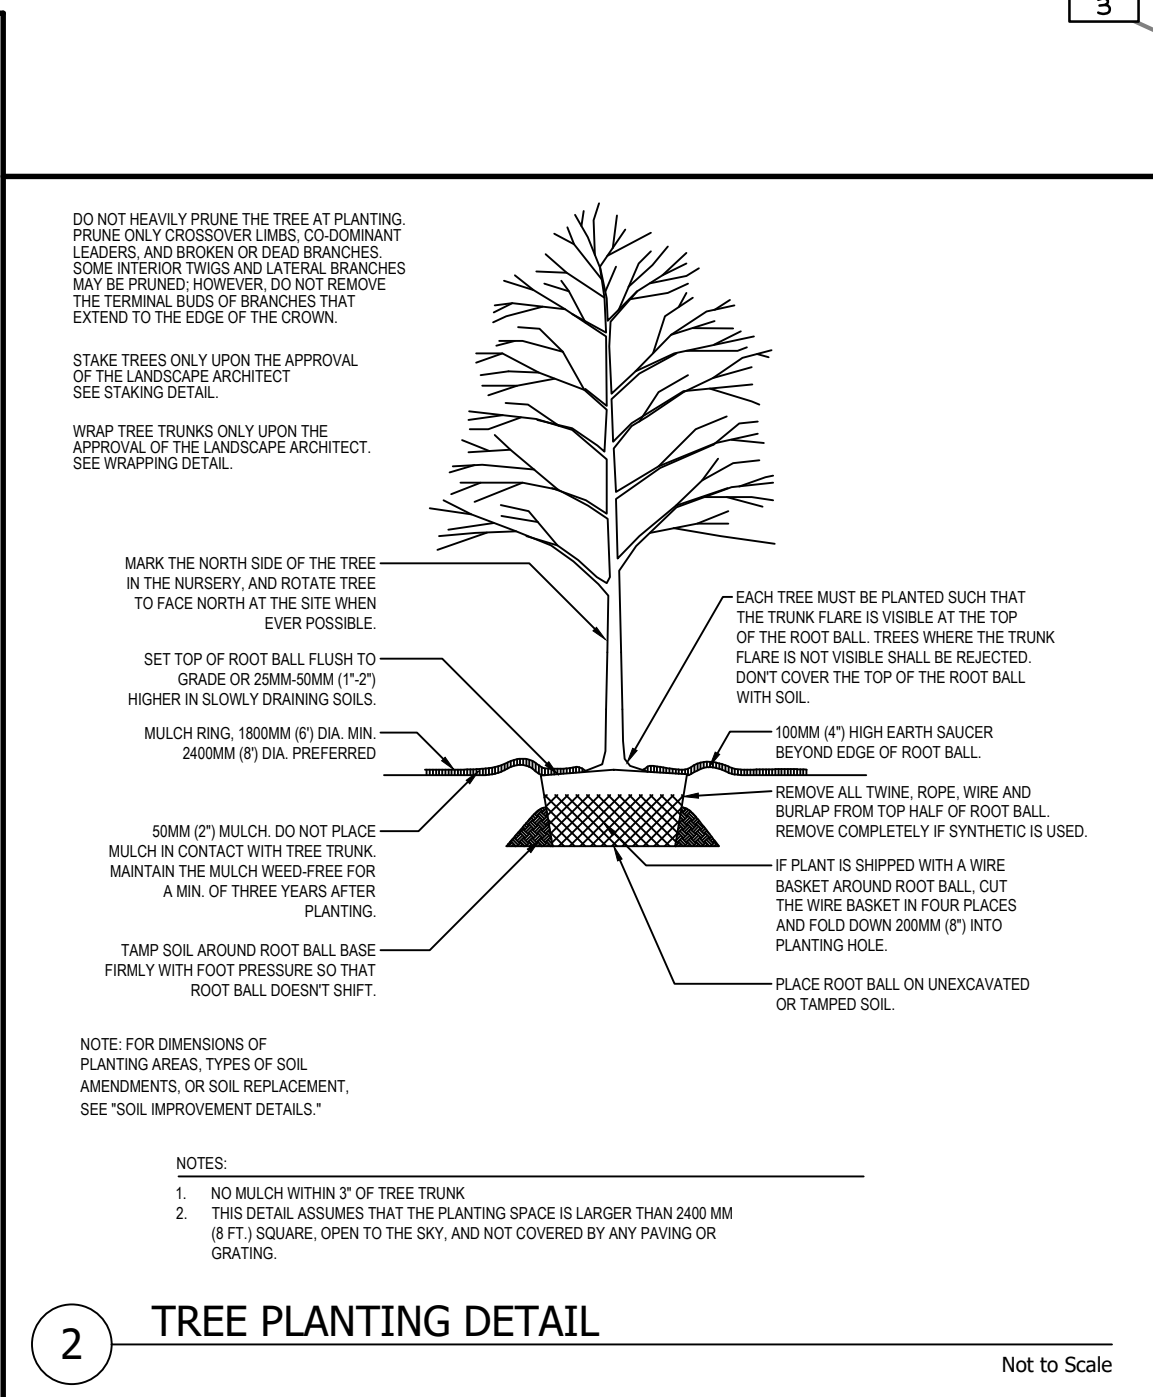 3
DO NOT HEAVILY PRUNE THE TREE AT PLANTING.
PRUNE ONLY CROSSOVER LIMBS, CO-DOMINANT
LEADERS, AND BROKEN OR DEAD BRANCHES.
SOME INTERIOR TWIGS AND LATERAL BRANCHES
MAY BE PRUNED; HOWEVER, DO NOT REMOVE
THE TERMINAL BUDS OF BRANCHES THAT
EXTEND TO THE EDGE OF THE CROWN.
STAKE TREES ONLY UPON THE APPROVAL
OF THE LANDSCAPE ARCHITECT
SEE STAKING DETAIL.
WRAP TREE TRUNKS ONLY UPON THE
APPROVAL OF THE LANDSCAPE ARCHITECT.
SEE WRAPPING DETAIL.
MARK THE NORTH SIDE OF THE TREE
IN THE NURSERY, AND ROTATE TREE
TO FACE NORTH AT THE SITE WHEN
EVER POSSIBLE.
SET TOP OF ROOT BALL FLUSH TO
GRADE OR 25MM-50MM (1"-2")
HIGHER IN SLOWLY DRAINING SOILS.
MULCH RING, 1800MM (6') DIA. MIN.
2400MM (8') DIA. PREFERRED
50MM (2") MULCH. DO NOT PLACE
MULCH IN CONTACT WITH TREE TRUNK.
MAINTAIN THE MULCH WEED-FREE FOR
A MIN. OF THREE YEARS AFTER
PLANTING.
TAMP SOIL AROUND ROOT BALL BASE
FIRMLY WITH FOOT PRESSURE SO THAT
ROOT BALL DOESN'T SHIFT.
EACH TREE MUST BE PLANTED SUCH THAT
THE TRUNK FLARE IS VISIBLE AT THE TOP
OF THE ROOT BALL. TREES WHERE THE TRUNK
FLARE IS NOT VISIBLE SHALL BE REJECTED.
DON'T COVER THE TOP OF THE ROOT BALL
WITH SOIL.
100MM (4") HIGH EARTH SAUCER
BEYOND EDGE OF ROOT BALL.
REMOVE ALL TWINE, ROPE, WIRE AND
BURLAP FROM TOP HALF OF ROOT BALL.
REMOVE COMPLETELY IF SYNTHETIC IS USED.
IF PLANT IS SHIPPED WITH A WIRE
BASKET AROUND ROOT BALL, CUT
THE WIRE BASKET IN FOUR PLACES
AND FOLD DOWN 200MM (8") INTO
PLANTING HOLE.
PLACE ROOT BALL ON UNEXCAVATED
OR TAMPED SOIL.
NOTE: FOR DIMENSIONS OF
PLANTING AREAS, TYPES OF SOIL
AMENDMENTS, OR SOIL REPLACEMENT,
SEE "SOIL IMPROVEMENT DETAILS."
NOTES:
1. NO MULCH WITHIN 3" OF TREE TRUNK
2. THIS DETAIL ASSUMES THAT THE PLANTING SPACE IS LARGER THAN 2400 MM
(8 FT.) SQUARE, OPEN TO THE SKY, AND NOT COVERED BY ANY PAVING OR
GRATING.
2 TREE PLANTING DETAIL
Not to Scale